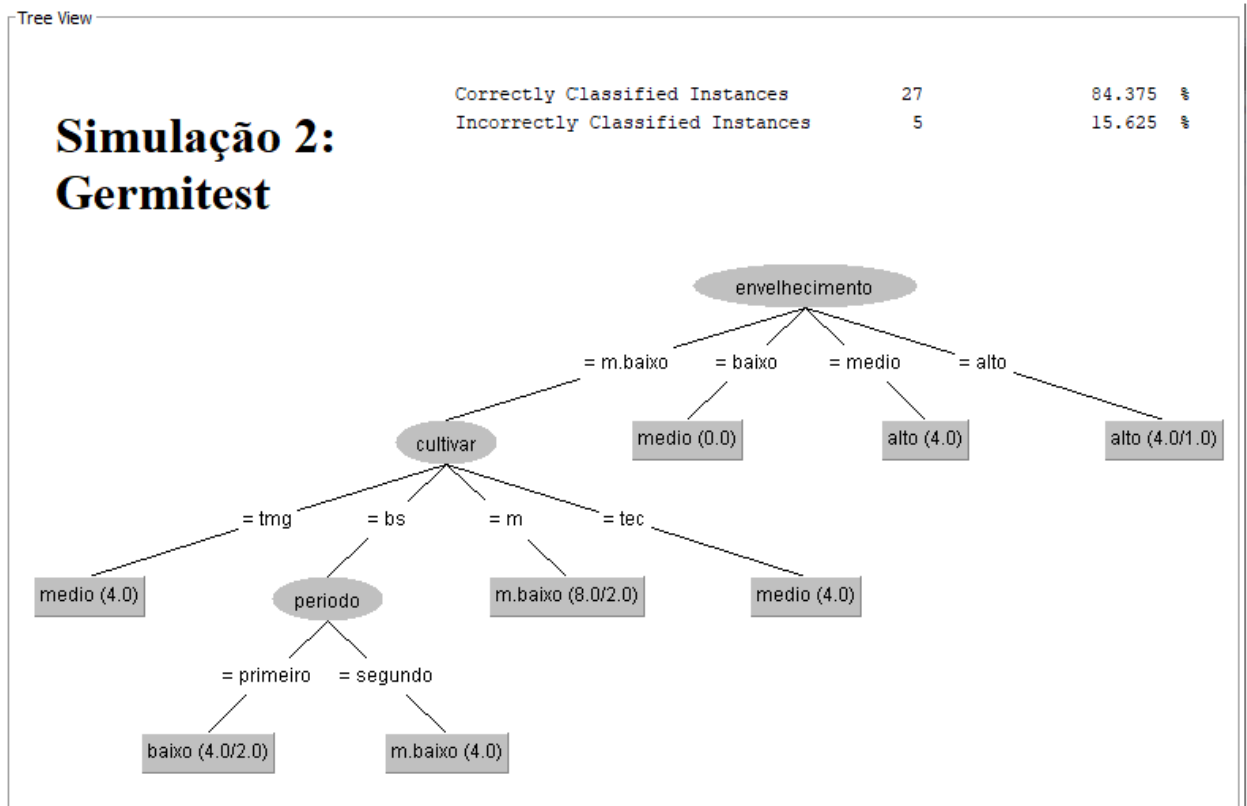 Tree View
Correctly Classified Instances 27 84.375 %
Incorrectly Classified Instances 5 15.625 %
Simulação 2:
Germitest
envelhecimento
= m.baixo = baixo = medio = alto
cultivar medio (0.0) alto (4.0) alto (4.0/1.0)
= tmg = bs = m = tec
medio (4.0) periodo m.baixo (8.0/2.0) medio (4.0)
= primeiro = segundo
baixo (4.0/2.0) m.baixo (4.0)